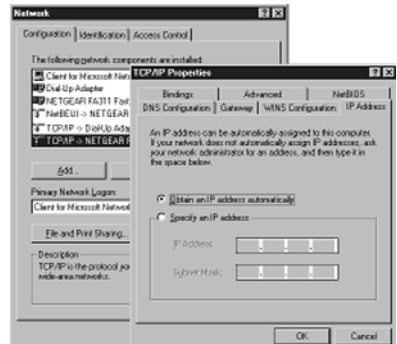 Network
Configuration Identification Access Control
The following network components are installed:
Client for Microsoft Net
Dial-Up Adapter
NETGEAR FA311 Fast
NetBEUI -> NETGEAR
TCP/IP -> Dial-Up Ada
TCP/IP -> NETGEAR F
Add...
Primary Network Logon:
Client for Microsoft Networ
File and Print Sharing...
Description
TCP/IP is the protocol you
wide-area networks.
TCP/IP Properties
Bindings Advanced NetBIOS
DNS Configuration Gateway WINS Configuration IP Address
An IP address can be automatically assigned to this computer.
If your network does not automatically assign IP addresses, ask
your network administrator for an address, and then type it in
the space below.
Obtain an IP address automatically
Specify an IP address:
IP Address:
Subnet Mask:
OK Cancel